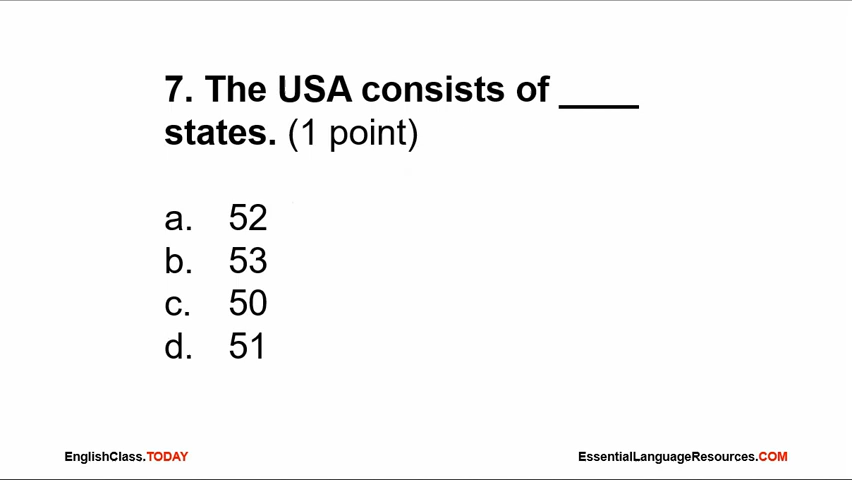 7. The USA consists of ____
states. (1 point)
a. 52
b. 53
c. 50
d. 51
EnglishClass.TODAY
EssentialLanguageResources.COM